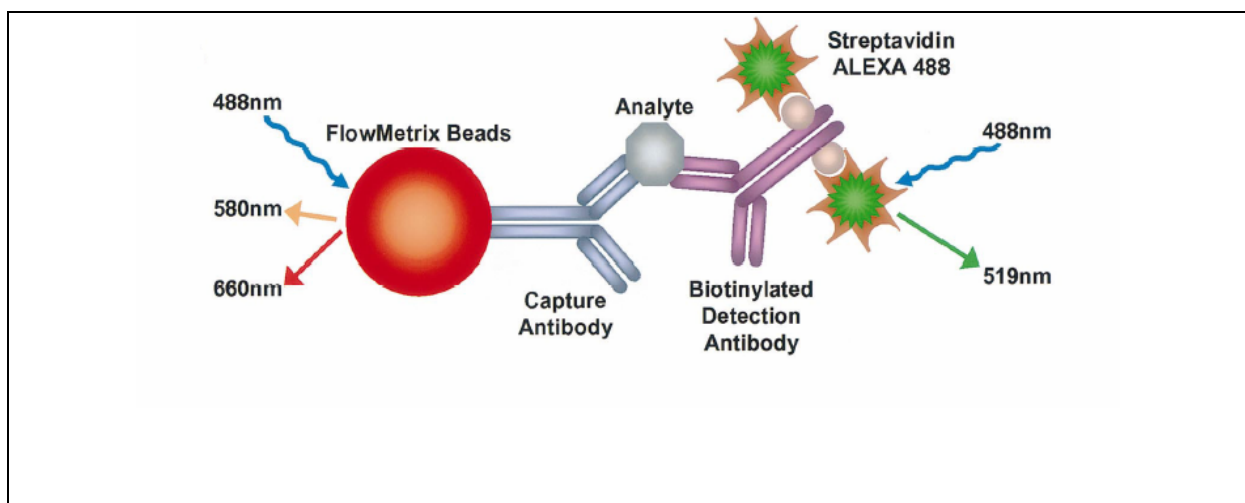 Streptavidin
ALEXA 488
488nm
Analyte
FlowMetrix Beads
488nm
580nm
660nm
519nm
Capture
Antibody
Biotinylated
Detection
Antibody